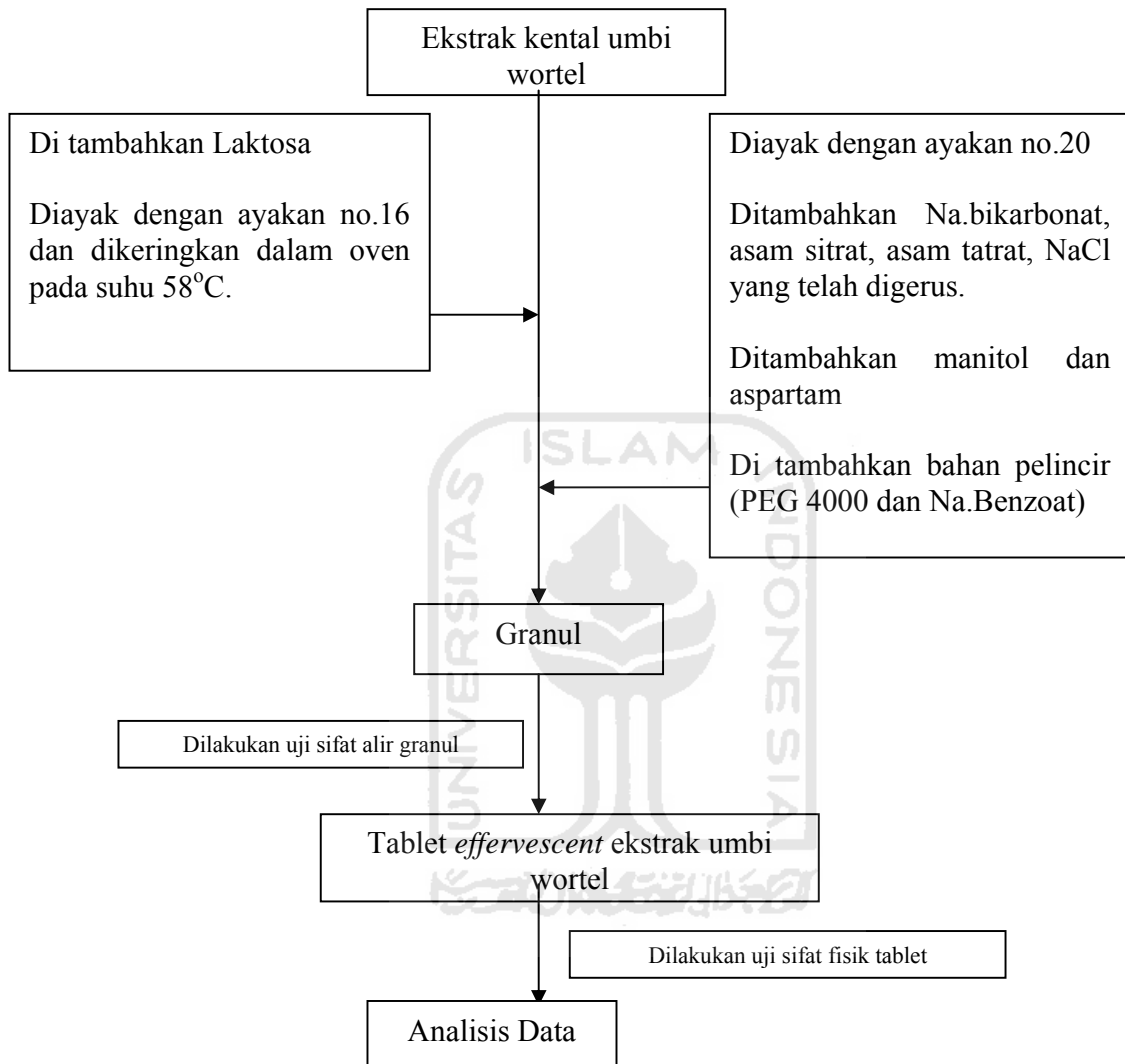 Ekstrak kental umbi
wortel
Di tambahkan Laktosa
Diayak dengan ayakan no.16
dan dikeringkan dalam oven
pada suhu 58°C.
Diayak dengan ayakan no.20
Ditambahkan Na.bikarbonat,
asam sitrat, asam tatrat, NaCl
yang telah digerus.
Ditambahkan manitol dan
aspartam
Di tambahkan bahan pelincir
(PEG 4000 dan Na.Benzoat)
UNIVERSITAS ISLAM INDONESIA
Granul
Dilakukan uji sifat alir granul
Tablet effervescent ekstrak umbi
wortel
Dilakukan uji sifat fisik tablet
Analisis Data